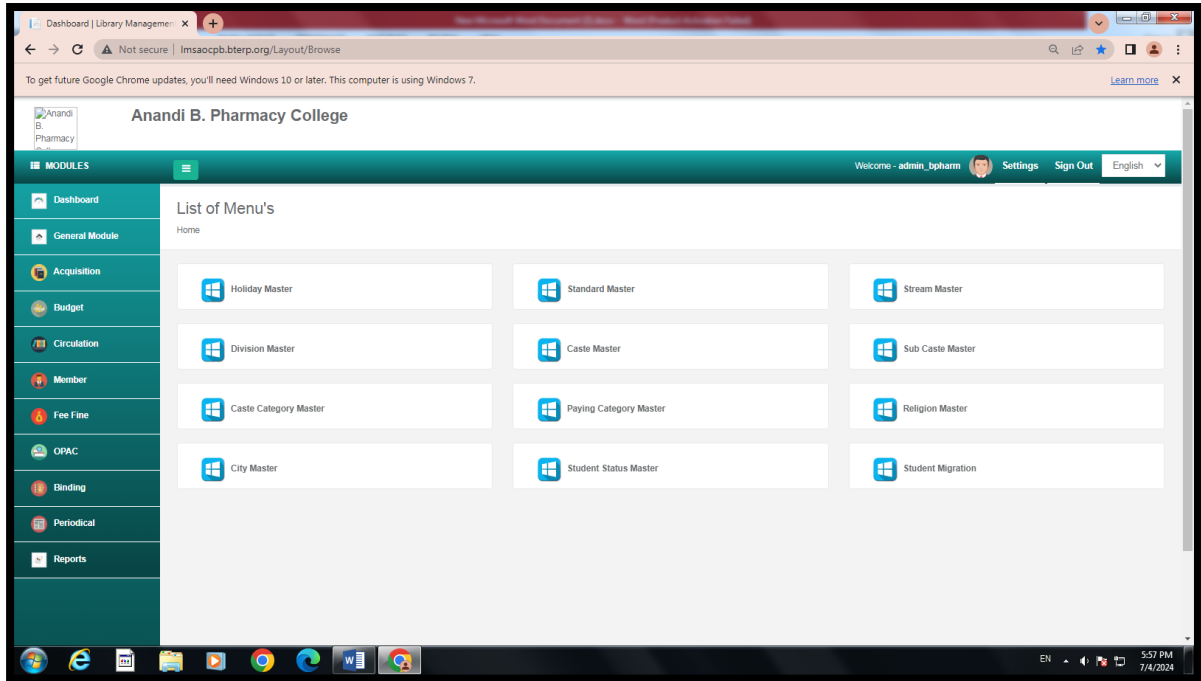 Dashboard | Library Managemen
Not secure | lmsaocpb.bterp.org/Layout/Browse
To get future Google Chrome updates, you'll need Windows 10 or later. This computer is using Windows 7.
Learn more
Anandi
B.
Pharmacy
Anandi B. Pharmacy College
MODULES
Welcome - admin_bpharm
Settings
Sign Out
English
Dashboard
General Module
Acquisition
Budget
Circulation
Member
Fee Fine
OPAC
Binding
Periodical
Reports
List of Menu's
Home
Holiday Master
Standard Master
Stream Master
Division Master
Caste Master
Sub Caste Master
Caste Category Master
Paying Category Master
Religion Master
City Master
Student Status Master
Student Migration
EN
5:57 PM
7/4/2024